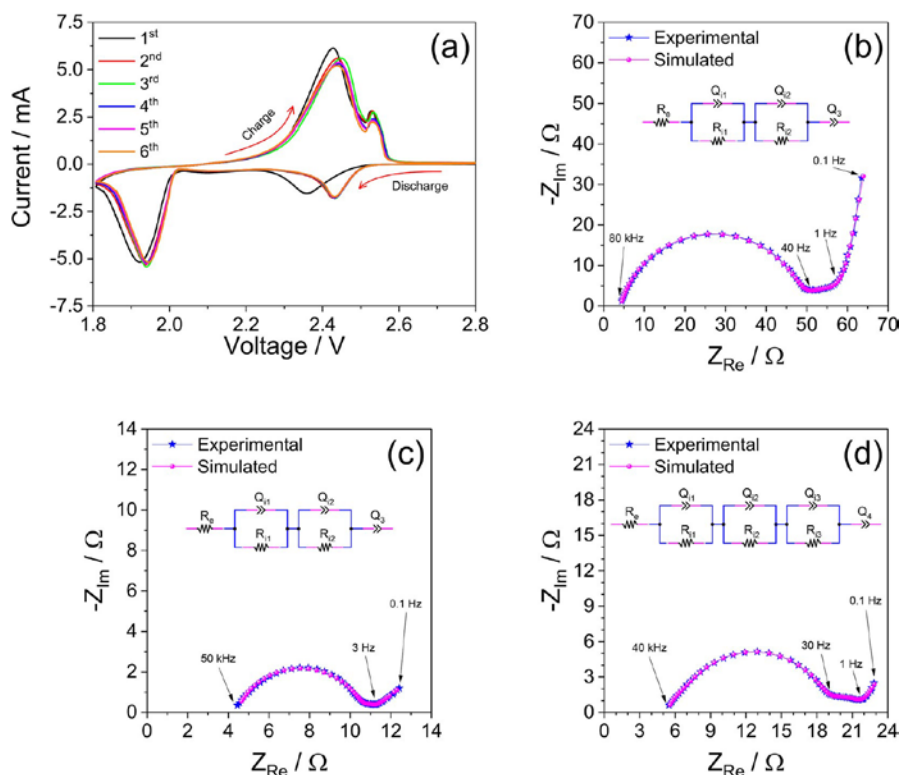 (a)
1st
2nd
3rd
4th
5th
6th
Charge
Discharge
Current / mA
7.5
5.0
2.5
0.0
-2.5
-5.0
-7.5
1.8 2.0 2.2 2.4 2.6 2.8
Voltage / V
(b)
Experimental
Simulated
Qi1 Qi2 Q3
Re
Ri1 Ri2
0.1 Hz
80 kHz
40 Hz
1 Hz
-ZIm / Ω
70
60
50
40
30
20
10
0
0 10 20 30 40 50 60 70
ZRe / Ω
(c)
Experimental
Simulated
Qi1 Qi2
Re Q3
Ri1 Ri2
50 kHz
3 Hz
0.1 Hz
-ZIm / Ω
14
12
10
8
6
4
2
0
0 2 4 6 8 10 12 14
ZRe / Ω
(d)
Experimental
Simulated
Qi1 Qi2 Qi3
Re Q4
Ri1 Ri2 Ri3
40 kHz
30 Hz
1 Hz
0.1 Hz
-ZIm / Ω
24
21
18
15
12
9
6
3
0
0 3 6 9 12 15 18 21 24
ZRe / Ω